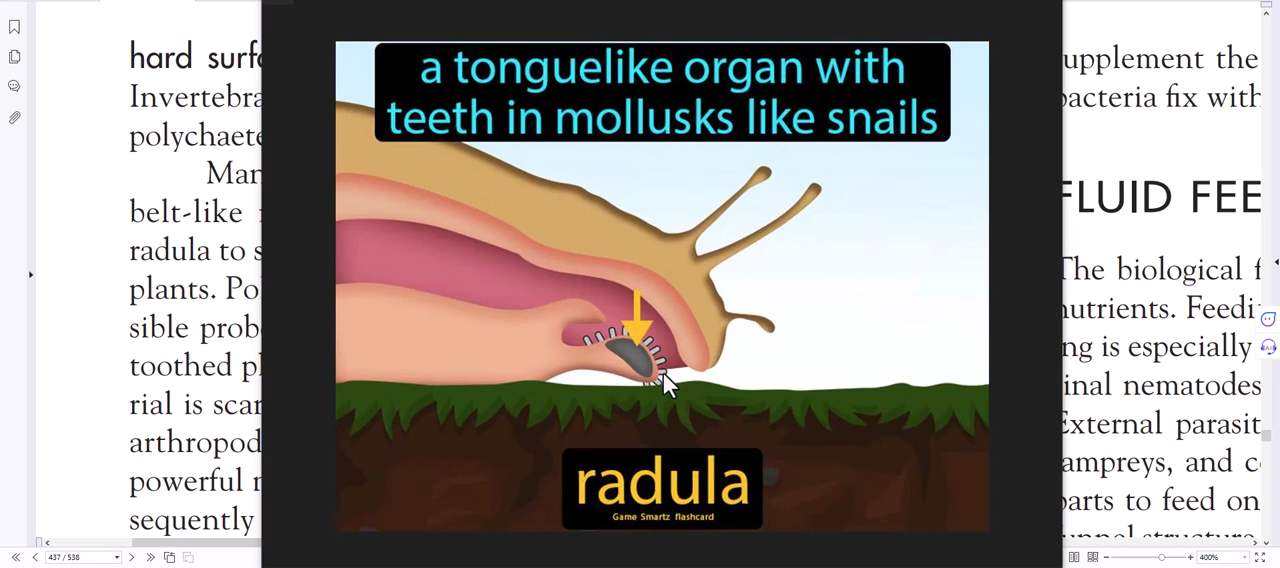 hard surf
Invertebra
polychaete
Man
belt-like
radula to s
plants. Po
sible prob
toothed pl
rial is scar
arthropod
powerful
sequently
a tonguelike organ with
teeth in mollusks like snails
radula
Game Smartz flashcard
upplement the
bacteria fix with
FLUID FEE
The biological f
nutrients. Feedi
ng is especially
inal nematodes
External parasit
ampreys, and c
parts to feed on
437 / 538
400%